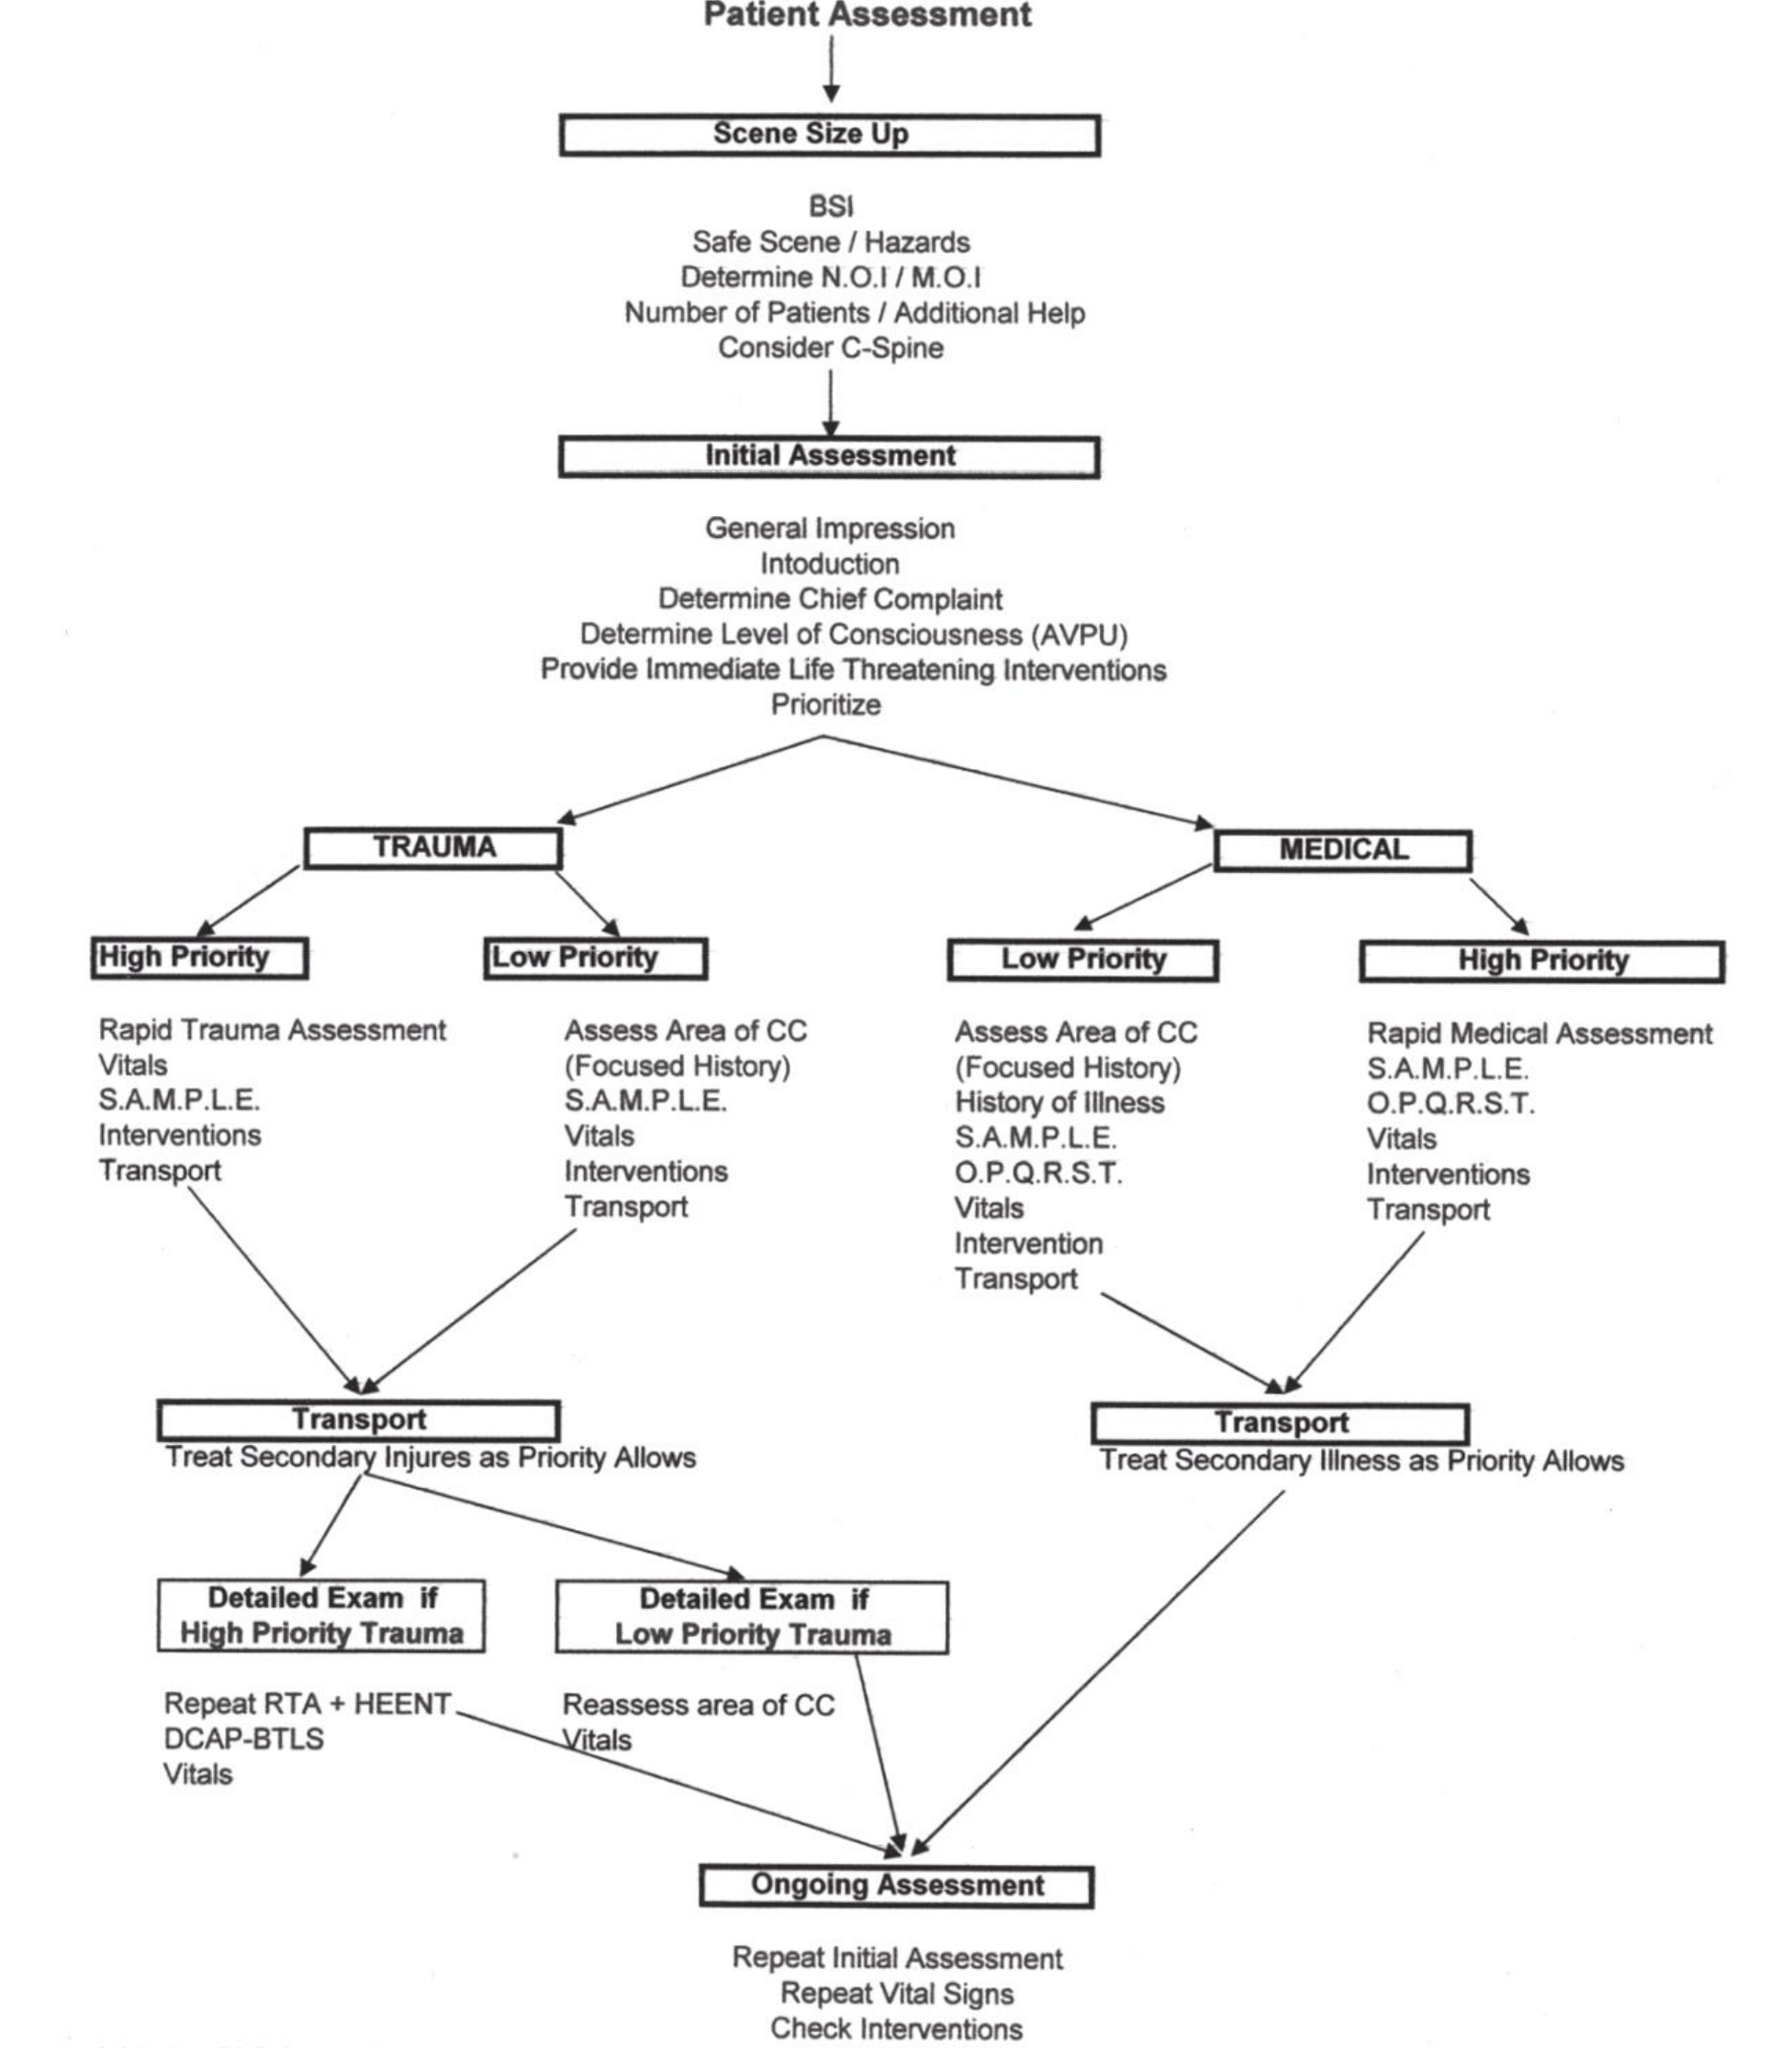 Patient Assessment
Scene Size Up
BSI
Safe Scene / Hazards
Determine N.O.I / M.O.I
Number of Patients / Additional Help
Consider C-Spine
Initial Assessment
General Impression
Intoduction
Determine Chief Complaint
Determine Level of Consciousness (AVPU)
Provide Immediate Life Threatening Interventions
Prioritize
TRAUMA
MEDICAL
High Priority
Low Priority
Low Priority
High Priority
Rapid Trauma Assessment
Vitals
S.A.M.P.L.E.
Interventions
Transport
Assess Area of CC
(Focused History)
S.A.M.P.L.E.
Vitals
Interventions
Transport
Assess Area of CC
(Focused History)
History of Illness
S.A.M.P.L.E.
O.P.Q.R.S.T.
Vitals
Intervention
Transport
Rapid Medical Assessment
S.A.M.P.L.E.
O.P.Q.R.S.T.
Vitals
Interventions
Transport
Transport
Treat Secondary Injures as Priority Allows
Transport
Treat Secondary Illness as Priority Allows
Detailed Exam if
High Priority Trauma
Detailed Exam if
Low Priority Trauma
Repeat RTA + HEENT
DCAP-BTLS
Vitals
Reassess area of CC
Vitals
Ongoing Assessment
Repeat Initial Assessment
Repeat Vital Signs
Check Interventions